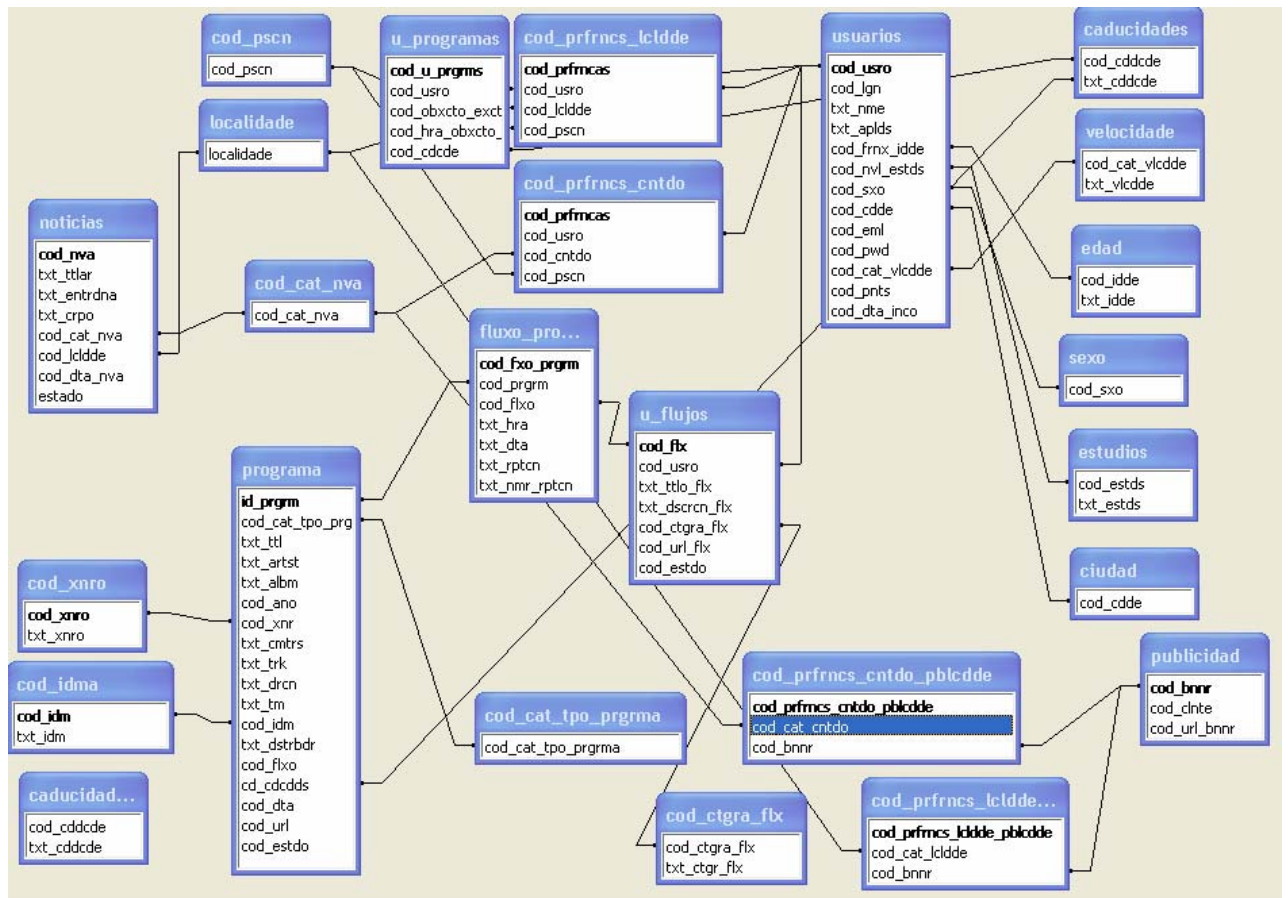 cod_pscn
cod_pscn
u_programas
cod_u_prgrms
cod_usro
cod_obxcto_exct
cod_hra_obxcto_
cod_cdcde
cod_prfrncs_lcldde
cod_prfrncas
cod_usro
cod_lcldde
cod_pscn
usuarios
cod_usro
cod_lgn
txt_nme
txt_aplds
cod_frnx_idde
cod_nvl_estds
cod_sxo
cod_cdde
cod_eml
cod_pwd
cod_cat_vlcdde
cod_pnts
cod_dta_inco
caducidades
cod_cddcde
txt_cddcde
localidade
localidade
velocidade
cod_cat_vlcdde
txt_vlcdde
cod_prfrncs_cntdo
cod_prfrncas
cod_usro
cod_cntdo
cod_pscn
noticias
cod_nva
txt_ttlar
txt_entrdna
txt_crpo
cod_cat_nva
cod_lcldde
cod_dta_nva
estado
cod_cat_nva
cod_cat_nva
edad
cod_idde
txt_idde
fluxo_pro...
cod_fxo_prgrm
cod_prgrm
cod_flxo
txt_hra
txt_dta
txt_rptcn
txt_nmr_rptcn
sexo
cod_sxo
u_flujos
cod_flx
cod_usro
txt_ttlo_flx
txt_dscrcn_flx
cod_ctgra_flx
cod_url_flx
cod_estdo
estudios
cod_estds
txt_estds
programa
id_prgrm
cod_cat_tpo_prg
txt_ttl
txt_artst
txt_albm
cod_ano
cod_xnr
txt_cmtrs
txt_trk
txt_drcn
txt_tm
cod_idm
txt_dstrbdr
cod_flxo
cd_cdcdds
cod_dta
cod_url
cod_estdo
ciudad
cod_cdde
cod_xnro
cod_xnro
txt_xnro
cod_idma
cod_idm
txt_idm
publicidad
cod_bnnr
cod_clnte
cod_url_bnnr
cod_prfrncs_cntdo_pblcdde
cod_prfrncs_cntdo_pblcdde
cod_cat_cntdo
cod_bnnr
cod_cat_tpo_prgrma
cod_cat_tpo_prgrma
caducidad...
cod_cddcde
txt_cddcde
cod_ctgra_flx
cod_ctgra_flx
txt_ctgr_flx
cod_prfrncs_lcldde...
cod_prfrncs_lcldde_pblcdde
cod_cat_lcldde
cod_bnnr